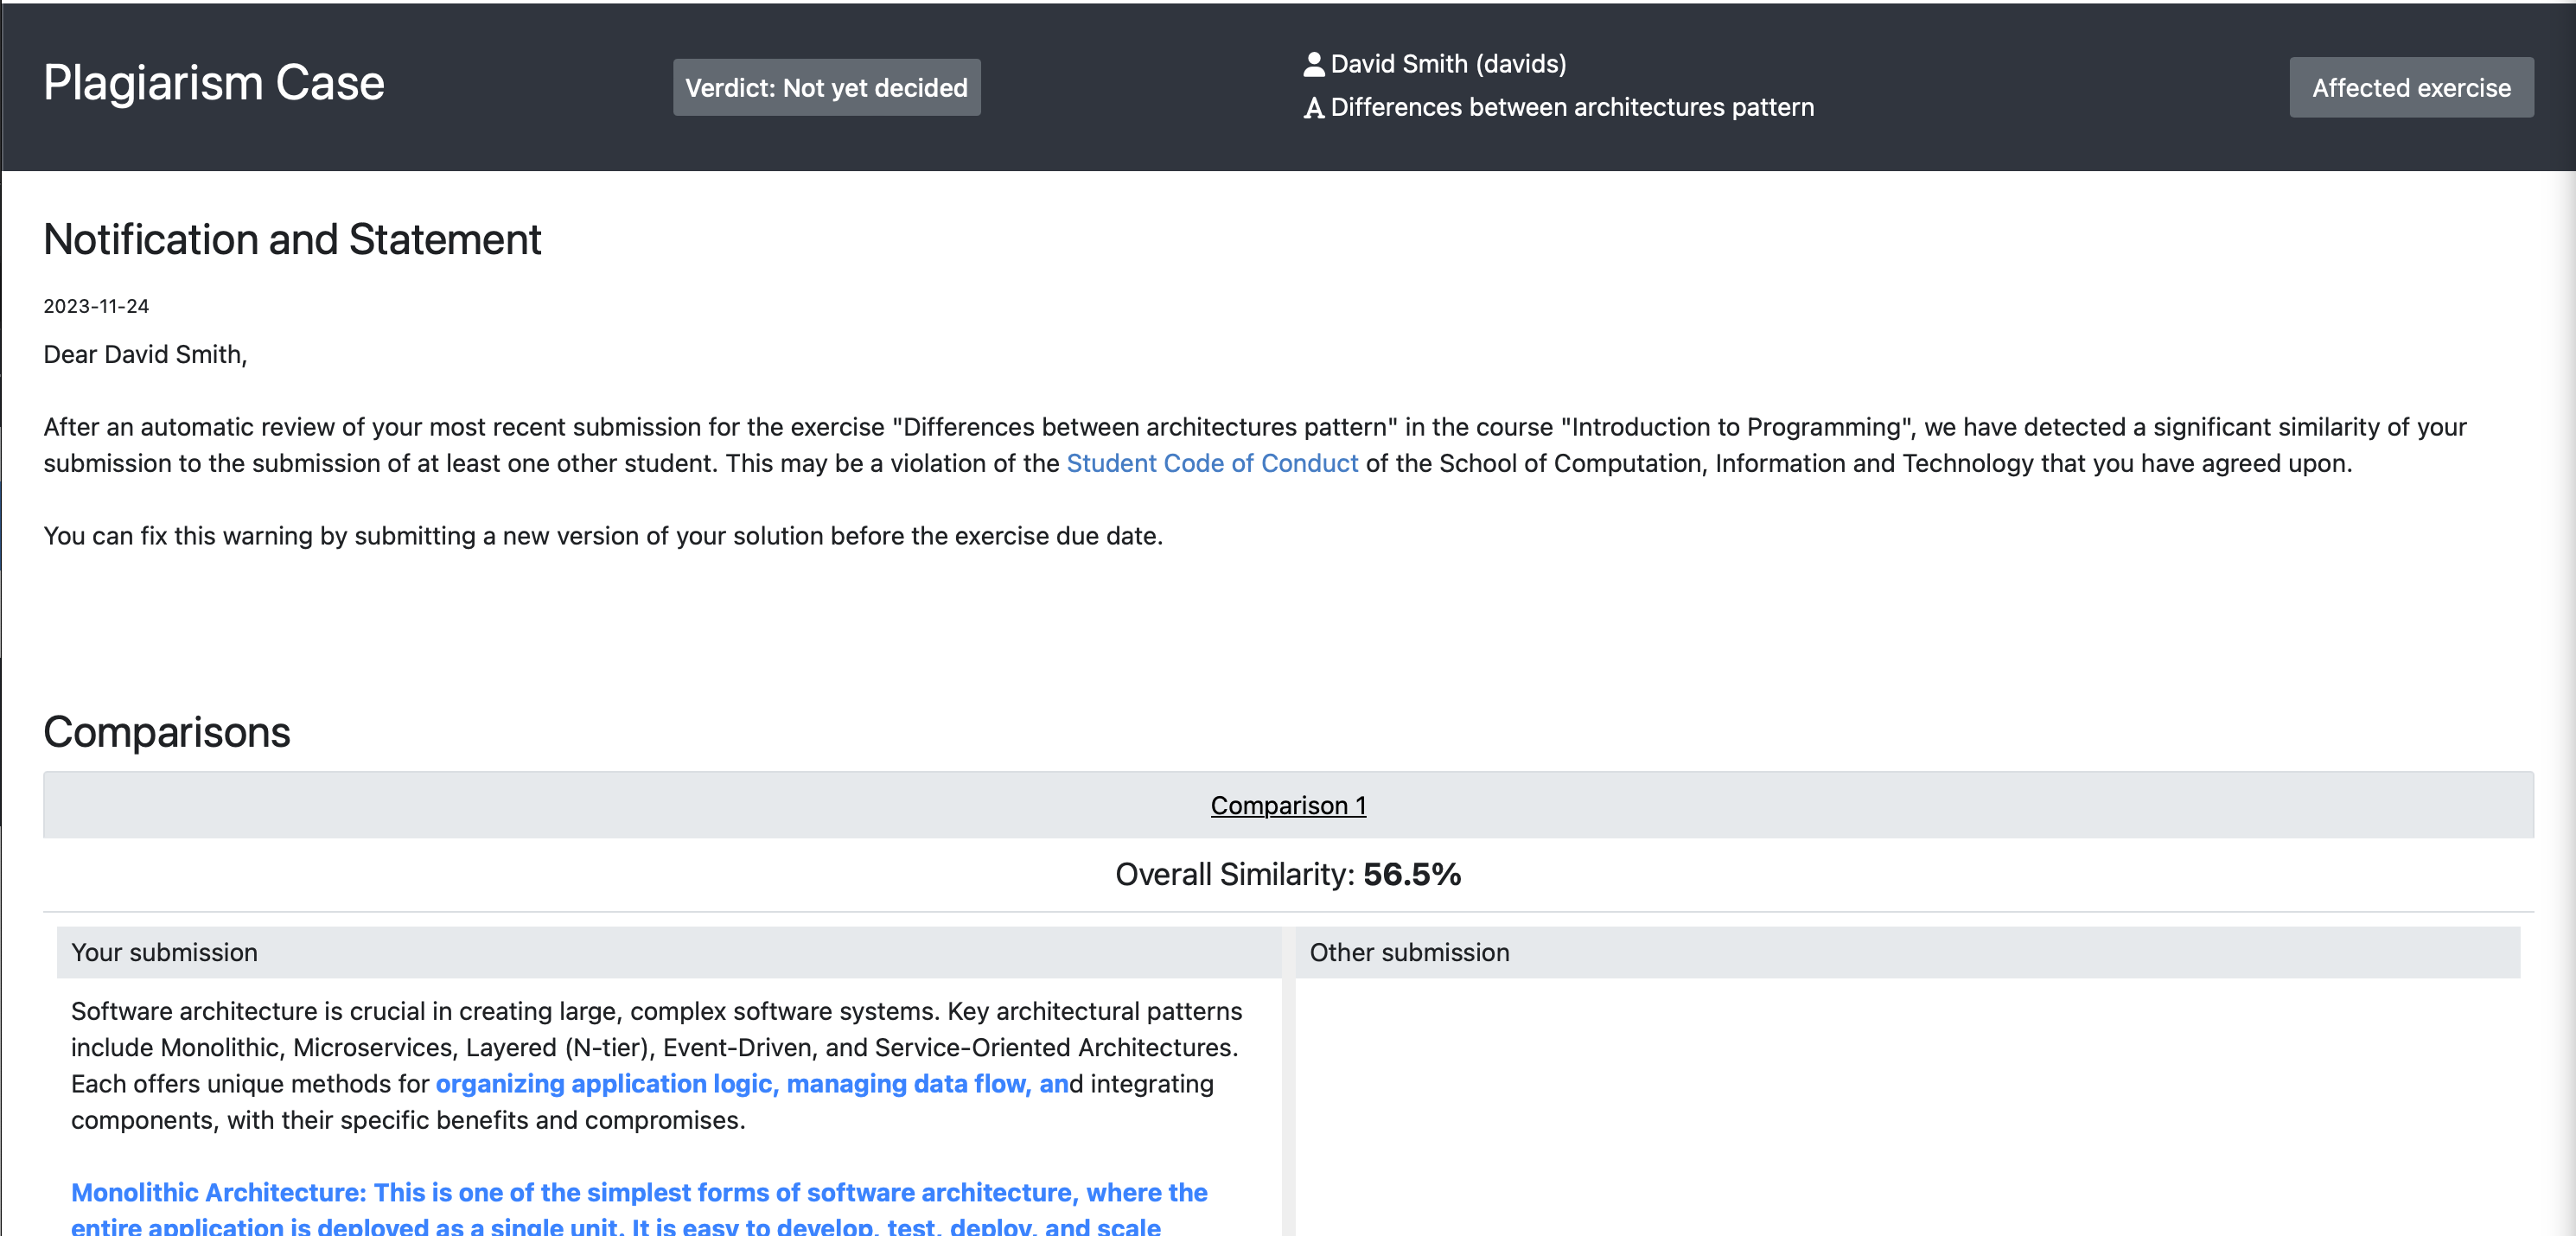 Plagiarism Case
Verdict: Not yet decided
David Smith (davids)
Differences between architectures pattern
Affected exercise
Notification and Statement
2023-11-24
Dear David Smith,
After an automatic review of your most recent submission for the exercise "Differences between architectures pattern" in the course "Introduction to Programming", we have detected a significant similarity of your
submission to the submission of at least one other student. This may be a violation of the Student Code of Conduct of the School of Computation, Information and Technology that you have agreed upon.
You can fix this warning by submitting a new version of your solution before the exercise due date.
Comparisons
Comparison 1
Overall Similarity: 56.5%
Your submission
Other submission
Software architecture is crucial in creating large, complex software systems. Key architectural patterns
include Monolithic, Microservices, Layered (N-tier), Event-Driven, and Service-Oriented Architectures.
Each offers unique methods for organizing application logic, managing data flow, and integrating
components, with their specific benefits and compromises.
Monolithic Architecture: This is one of the simplest forms of software architecture, where the
entire application is deployed as a single unit. It is easy to develop, test, deploy, and scale